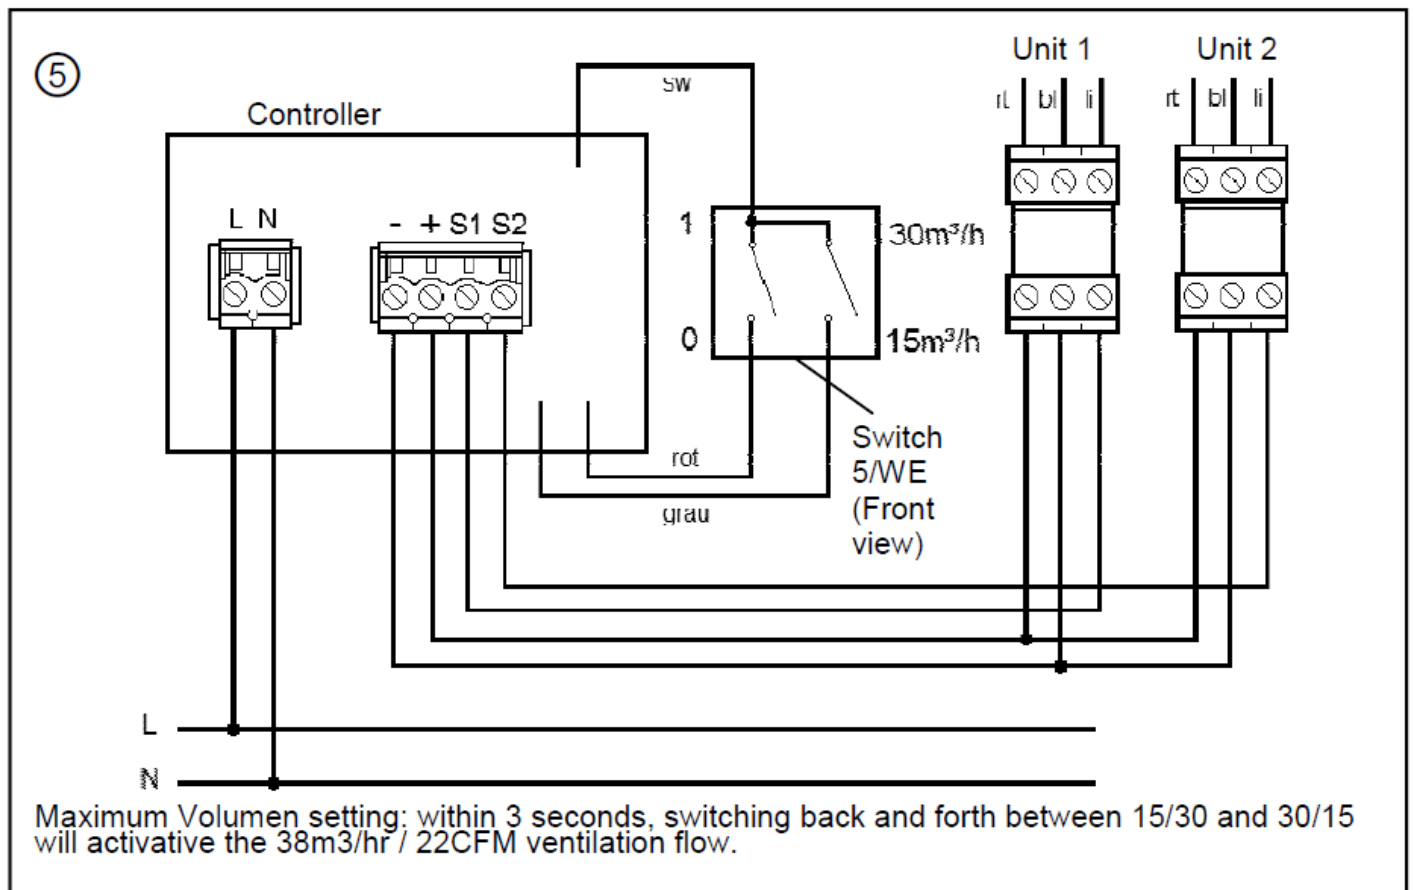 5
Controller
sw
Unit 1
Unit 2
rt bl li
rt bl li
L N
- + S1 S2
1
30m³/h
0
15m³/h
Switch
5/WE
(Front
view)
rot
grau
L
N
Maximum Volumen setting: within 3 seconds, switching back and forth between 15/30 and 30/15
will activative the 38m3/hr / 22CFM ventilation flow.